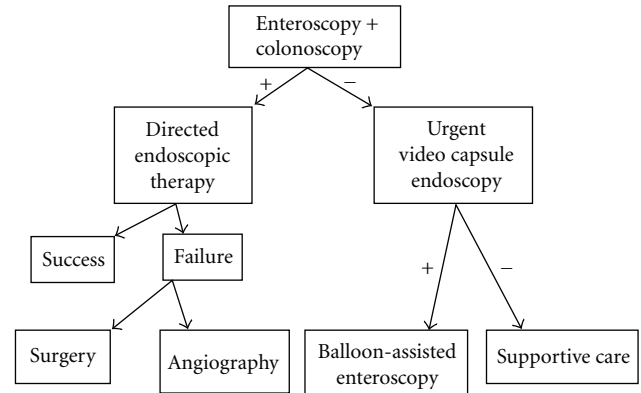 Enteroscopy +
colonoscopy
+
−
Directed
endoscopic
therapy
Urgent
video capsule
endoscopy
Success
Failure
+
−
Surgery
Angiography
Balloon-assisted
enteroscopy
Supportive care